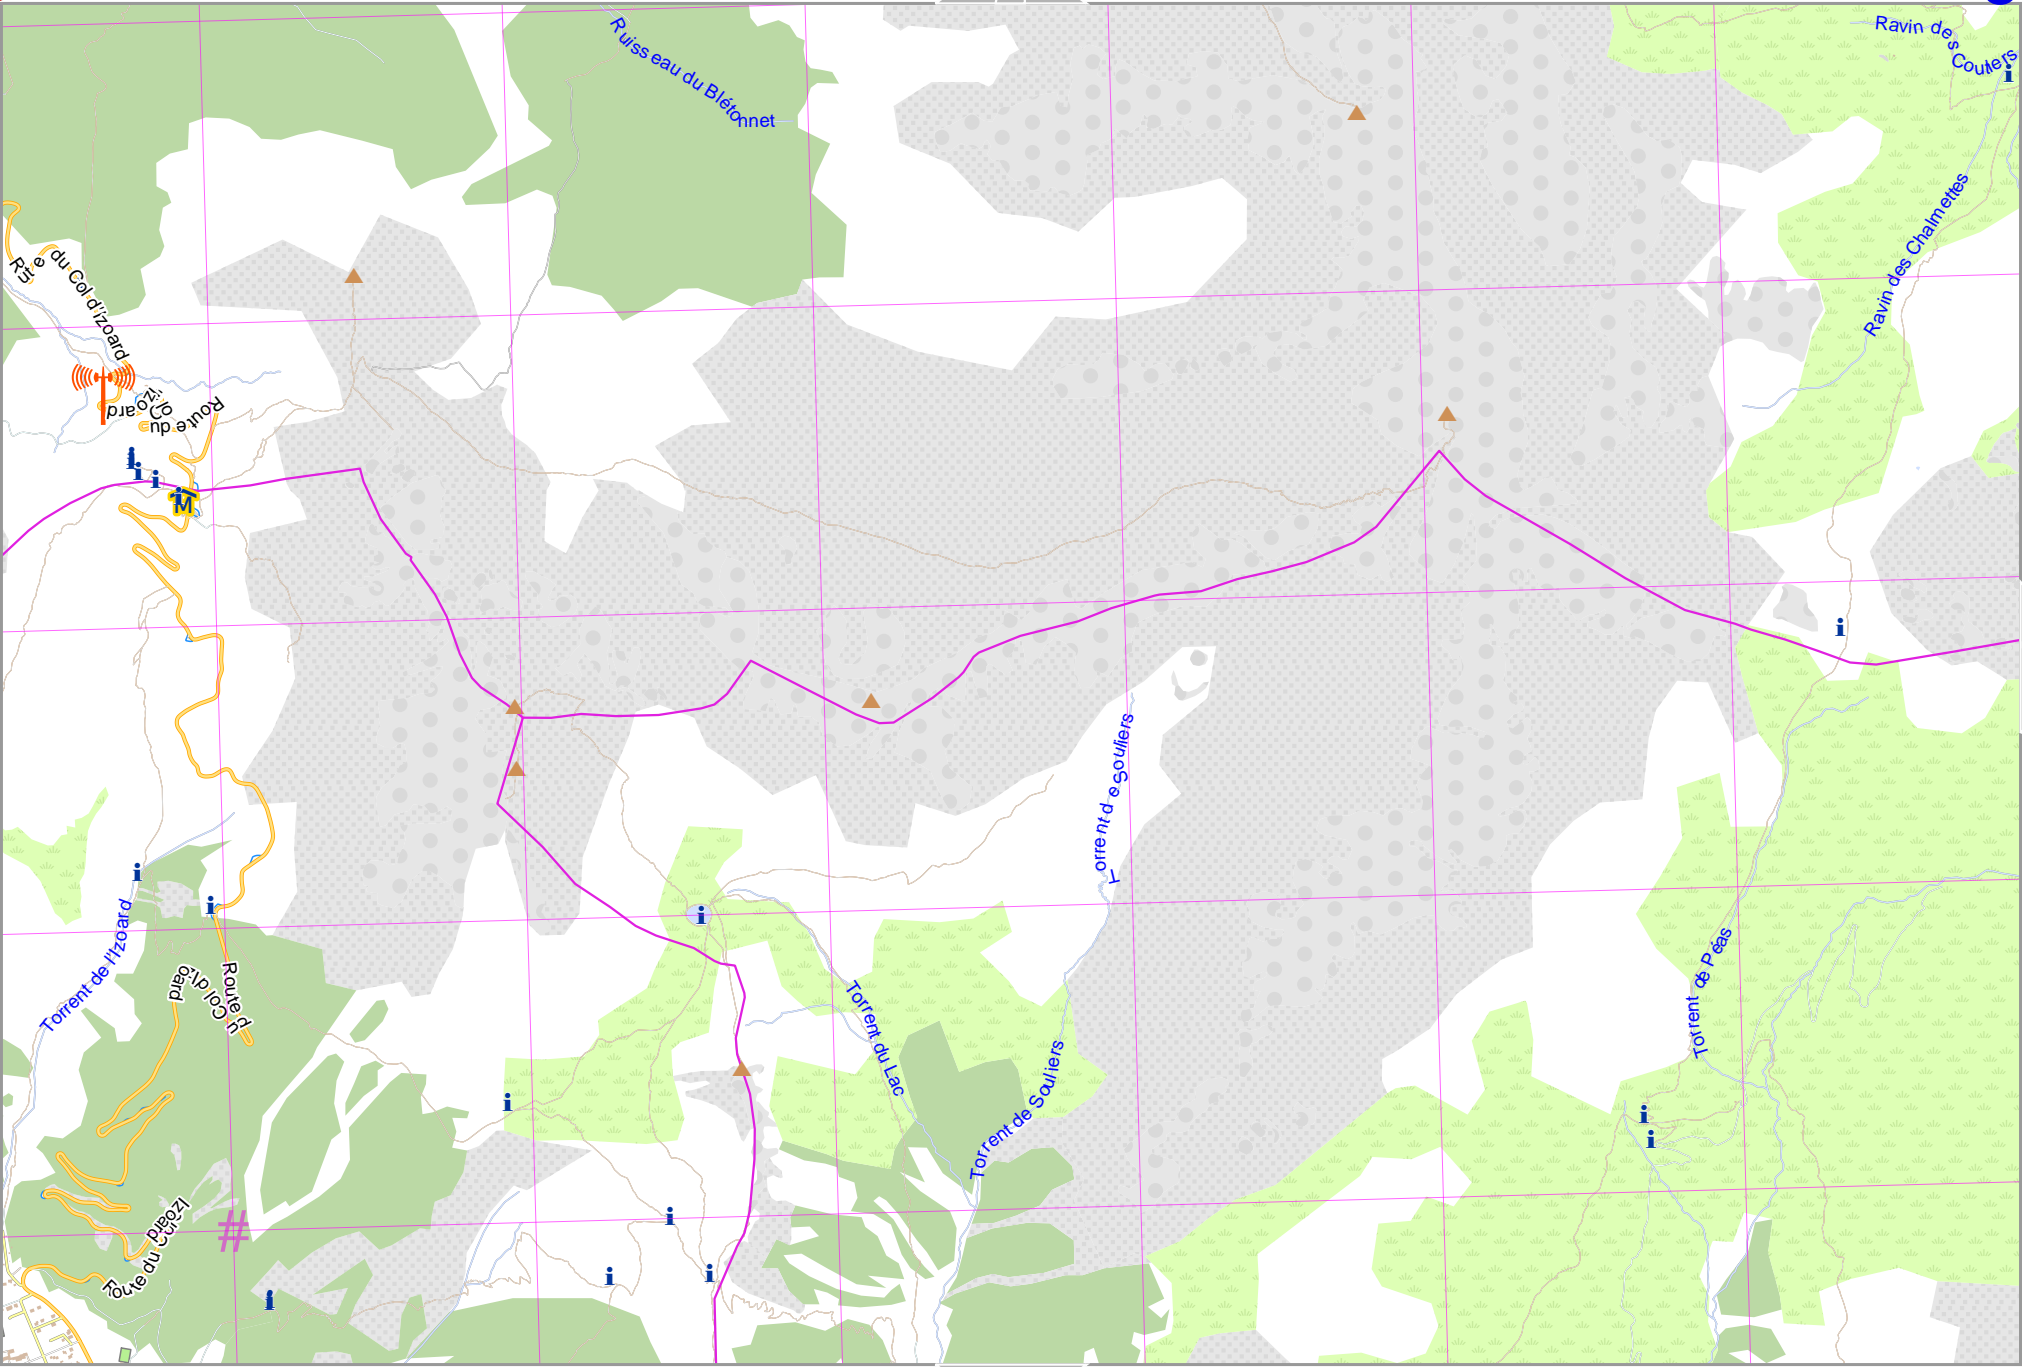 Ruisseau du Blétonnet
Ravin des Couliers
Ravin des Chalmettes
Route du Col d'Izoard
Route du Col d'Izoard
M
Torrent de Souliers
Torrent de l'Izoard
Route du Col d'Izoard
Torrent du Lac
Torrent de Souliers
Torrent de Péas
Route du Col d'Izoard
#